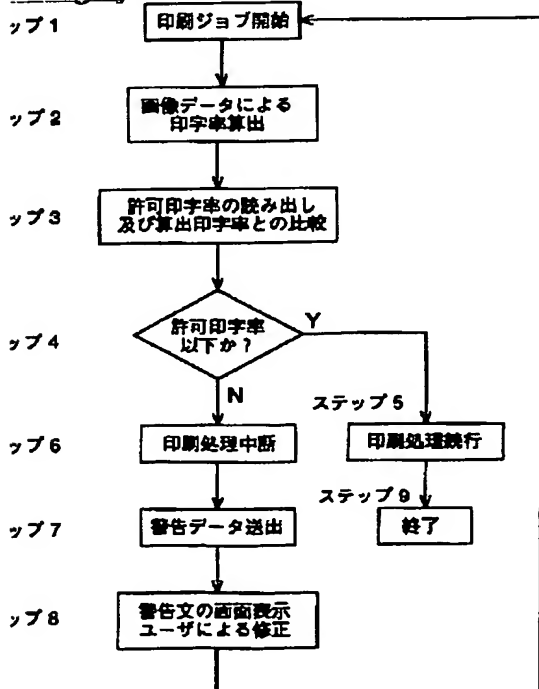 ップ1
印刷ジョブ開始
ップ2
画像データによる
印字率算出
ップ3
許可印字率の読み出し
及び算出印字率との比較
ップ4
許可印字率
以下か?
Y
N
ステップ5
ップ6
印刷処理中断
印刷処理続行
ステップ9
ップ7
警告データ送出
終了
ップ8
警告文の画面表示
ユーザによる修正